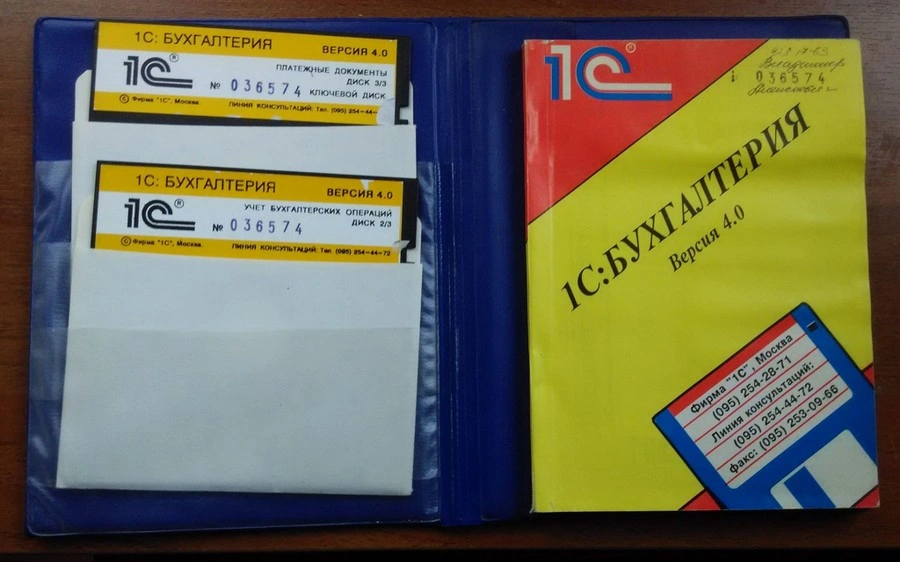 1С: БУХГАЛТЕРИЯ
ВЕРСИЯ 4.0
1С®
ПЛАТЕЖНЫЕ ДОКУМЕНТЫ
ДИСК 3/3
№ 036574 КЛЮЧЕВОЙ ДИСК
© Фирма "1С", Москва. ЛИНИЯ КОНСУЛЬТАЦИЙ: Тел. (095) 254-44-
1С: БУХГАЛТЕРИЯ
ВЕРСИЯ 4.0
1С®
УЧЕТ БУХГАЛТЕРСКИХ ОПЕРАЦИЙ
ДИСК 2/3
№ 036574
© Фирма "1С", Москва. ЛИНИЯ КОНСУЛЬТАЦИЙ: Тел. (095) 254-44-72
1С®
Владимир
036574
1С:БУХГАЛТЕРИЯ
Версия 4.0
Фирма "1С", Москва
(095) 254-28-71
Линия консультаций:
(095) 254-44-72
факс: (095) 253-09-66